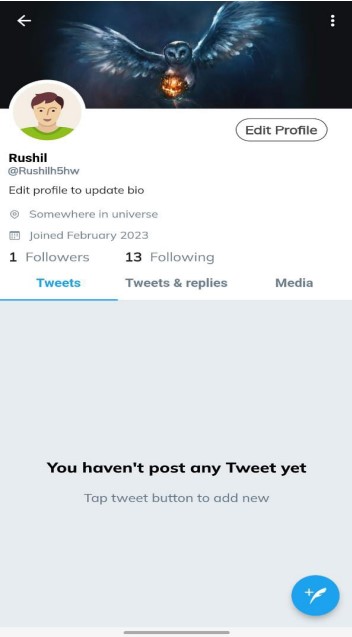 Edit Profile
Rushil
@Rushilh5hw
Edit profile to update bio
Somewhere in universe
Joined February 2023
1 Followers 13 Following
Tweets Tweets & replies Media
You haven't post any Tweet yet
Tap tweet button to add new